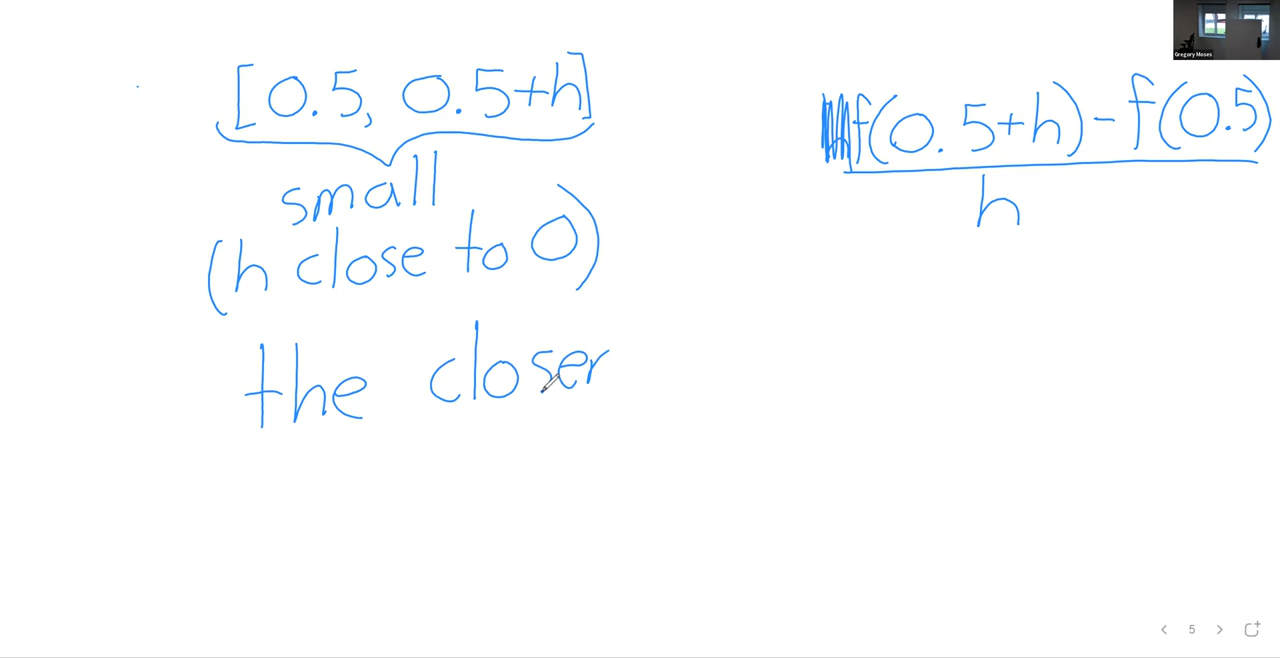 [0.5, 0.5+h]
small
(h close to 0)
the closer
f(0.5+h)-f(0.5)
h
Gregory Moses
5